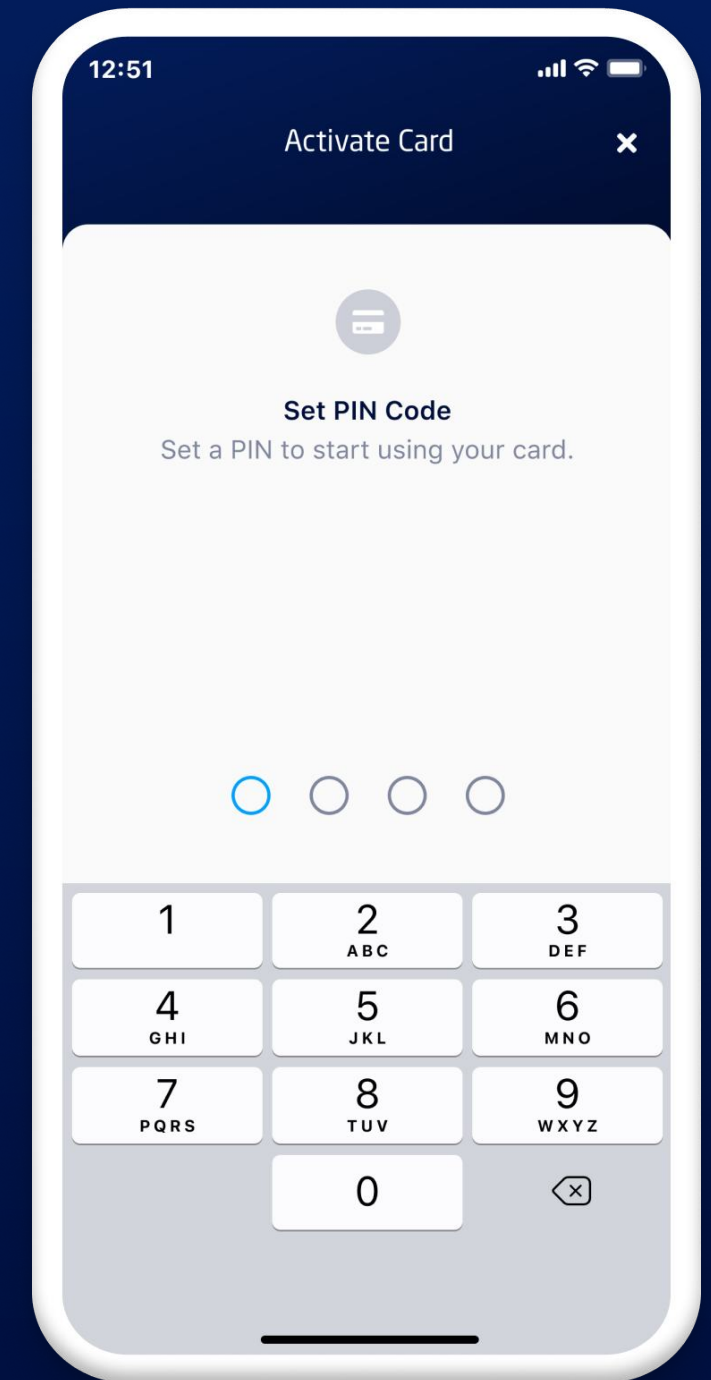 12:51
Activate Card
Set PIN Code
Set a PIN to start using your card.
1 2 3
ABC DEF
4 5 6
GHI JKL MNO
7 8 9
PQRS TUV WXYZ
0